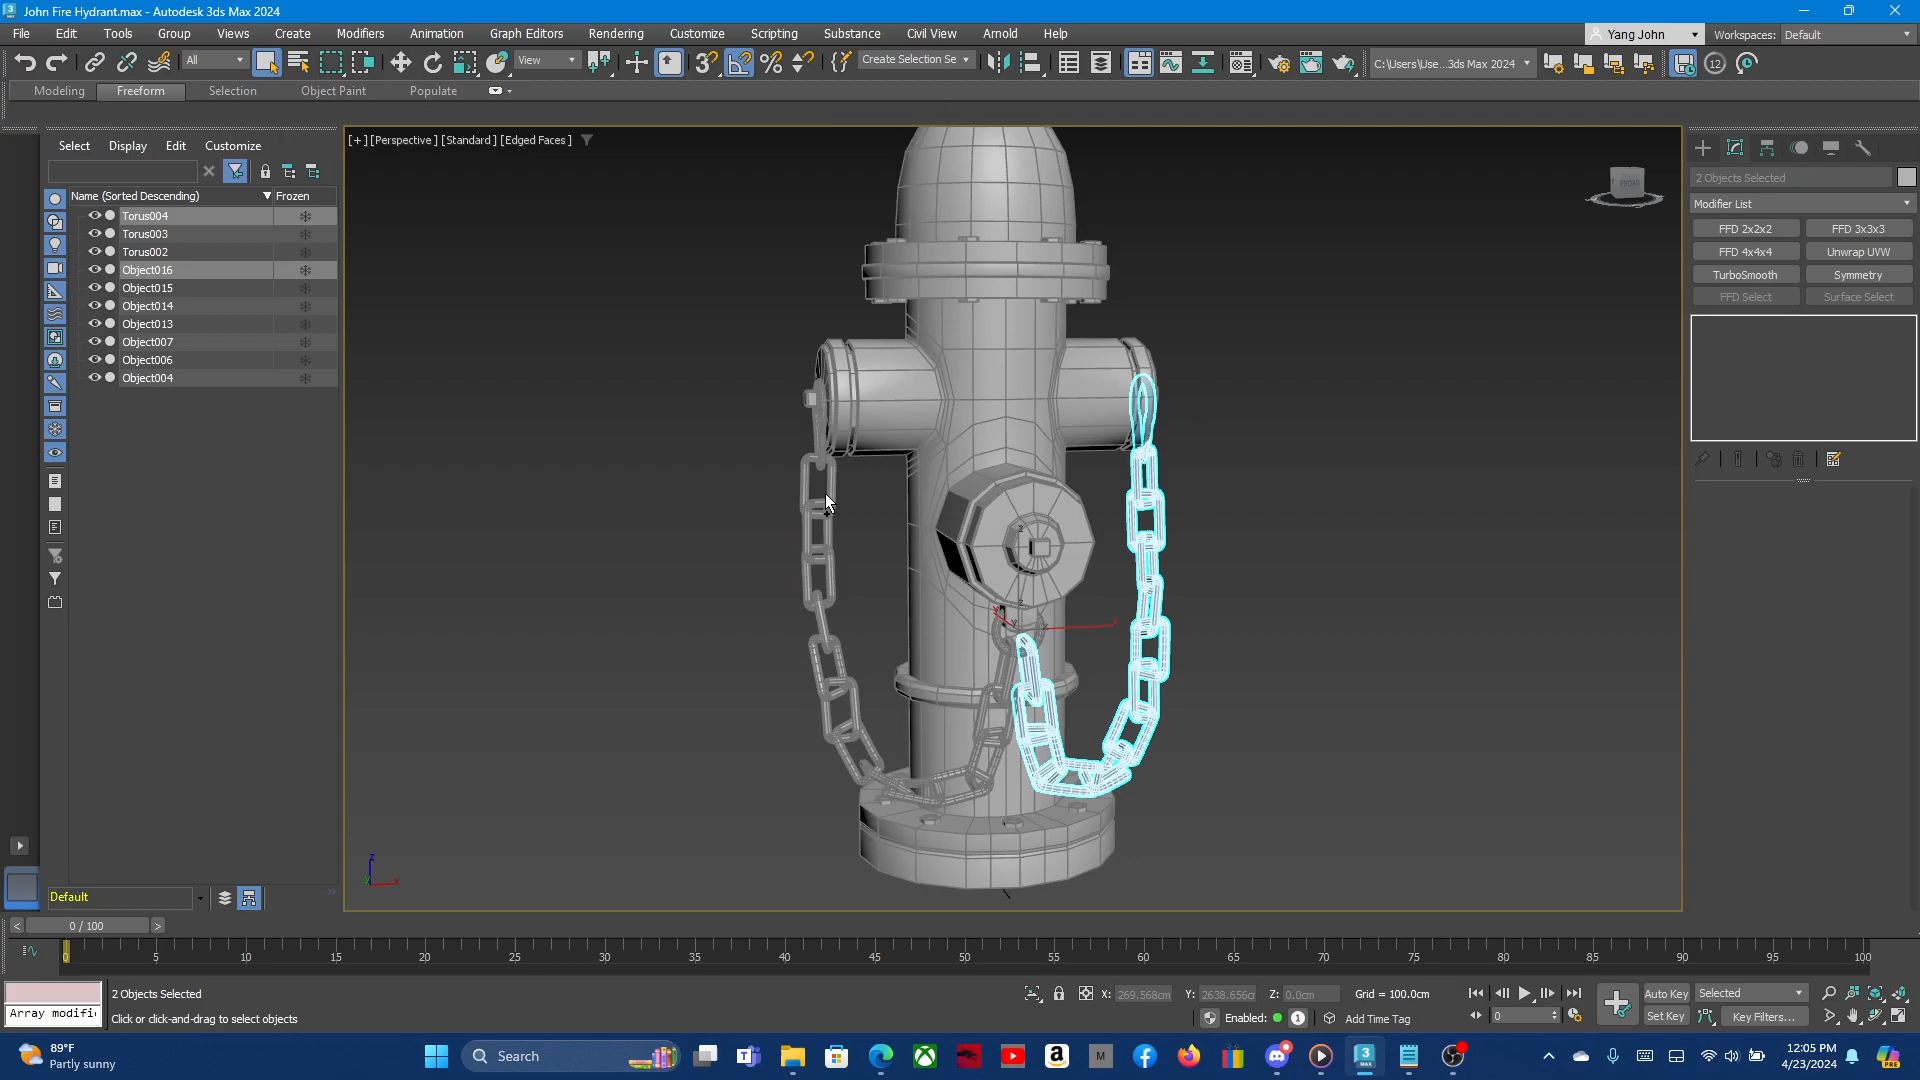 John Fire Hydrant.max - Autodesk 3ds Max 2024
File Edit Tools Group Views Create Modifiers Animation Graph Editors Rendering Customize Scripting Substance Civil View Arnold Help
Yang John Workspaces: Default
All View Create Selection Se C:\Users\Use...3ds Max 2024
Modeling Freeform Selection Object Paint Populate
Select Display Edit Customize
[+] [Perspective] [Standard] [Edged Faces]
Name (Sorted Descending) Frozen
Torus004
Torus003
Torus002
Object016
Object015
Object014
Object013
Object007
Object006
Object004
FRONT
2 Objects Selected
Modifier List
FFD 2x2x2 FFD 3x3x3
FFD 4x4x4 Unwrap UVW
TurboSmooth Symmetry
FFD Select Surface Select
Default
0 / 100
0 5 10 15 20 25 30 35 40 45 50 55 60 65 70 75 80 85 90 95 100
2 Objects Selected
Click or click-and-drag to select objects
Array modifi
X: 269.568cm Y: 2638.656cm Z: 0.0cm Grid = 100.0cm
Enabled: 1 Add Time Tag
0
Auto Key Selected
Set Key Key Filters...
89°F
Partly sunny
Search
12:05 PM
4/23/2024